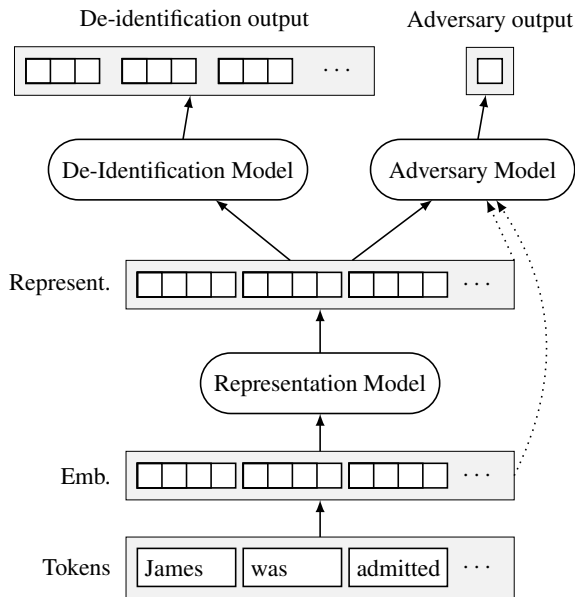 De-identification output
Adversary output
· · ·
De-Identification Model
Adversary Model
Represent.
· · ·
Representation Model
Emb.
· · ·
Tokens
James
was
admitted
· · ·